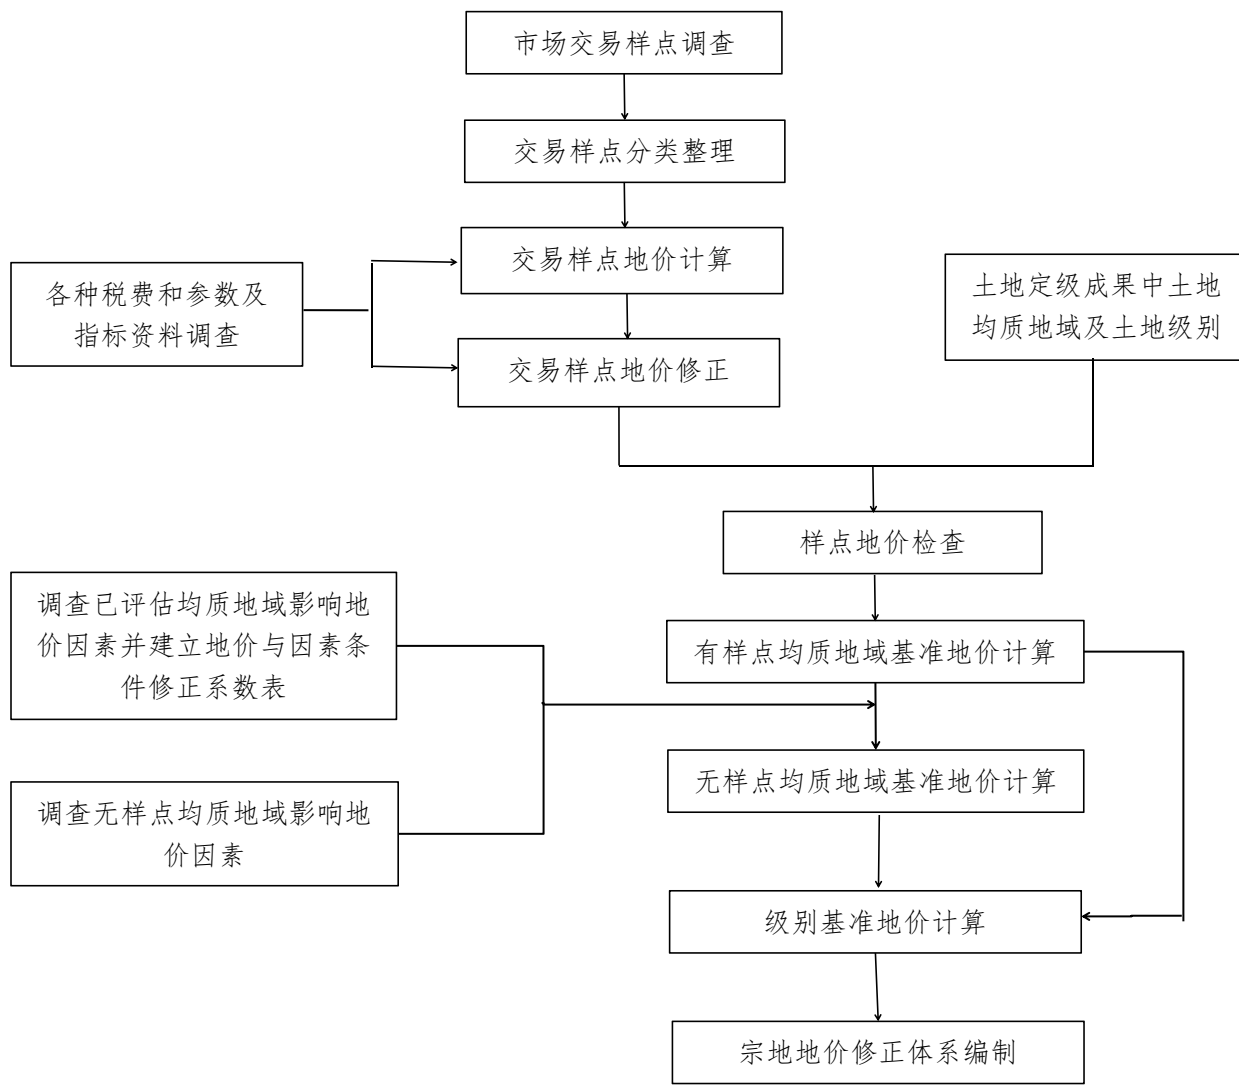 市场交易样点调查
交易样点分类整理
交易样点地价计算
各种税费和参数及
指标资料调查
土地定级成果中土地
均质地域及土地级别
交易样点地价修正
样点地价检查
调查已评估均质地域影响地
价因素并建立地价与因素条
件修正系数表
有样点均质地域基准地价计算
无样点均质地域基准地价计算
调查无样点均质地域影响地
价因素
级别基准地价计算
宗地地价修正体系编制